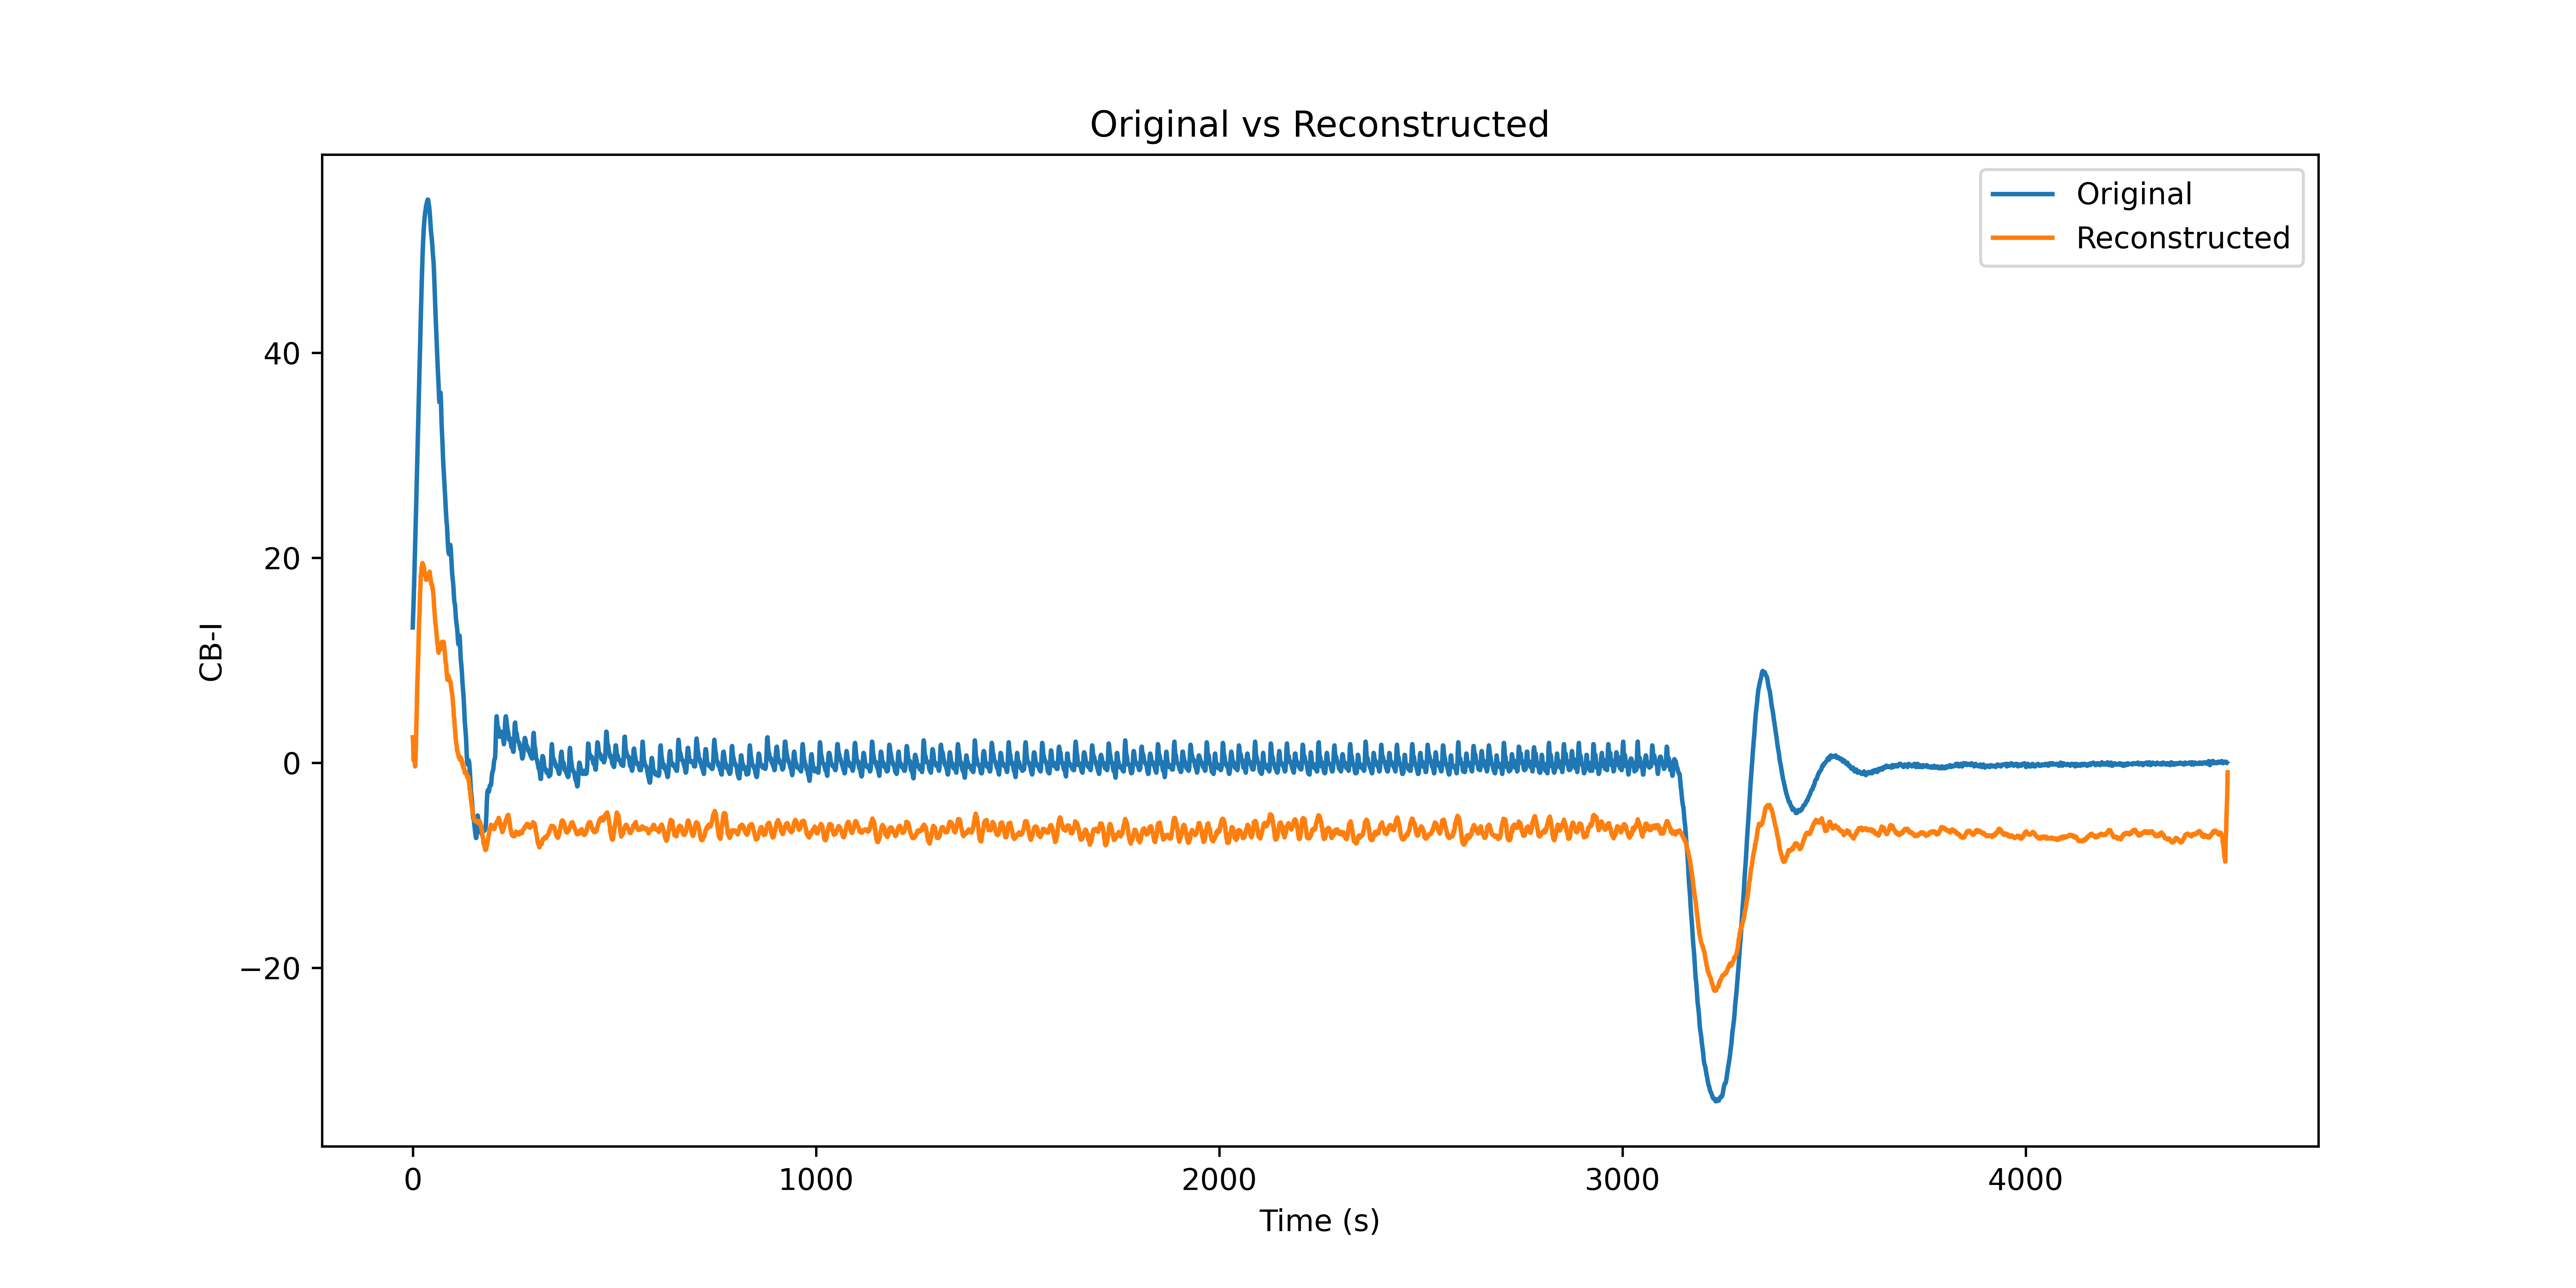 Original vs Reconstructed
Original
Reconstructed
40
20
0
−20
CB-I
0
1000
2000
3000
4000
Time (s)